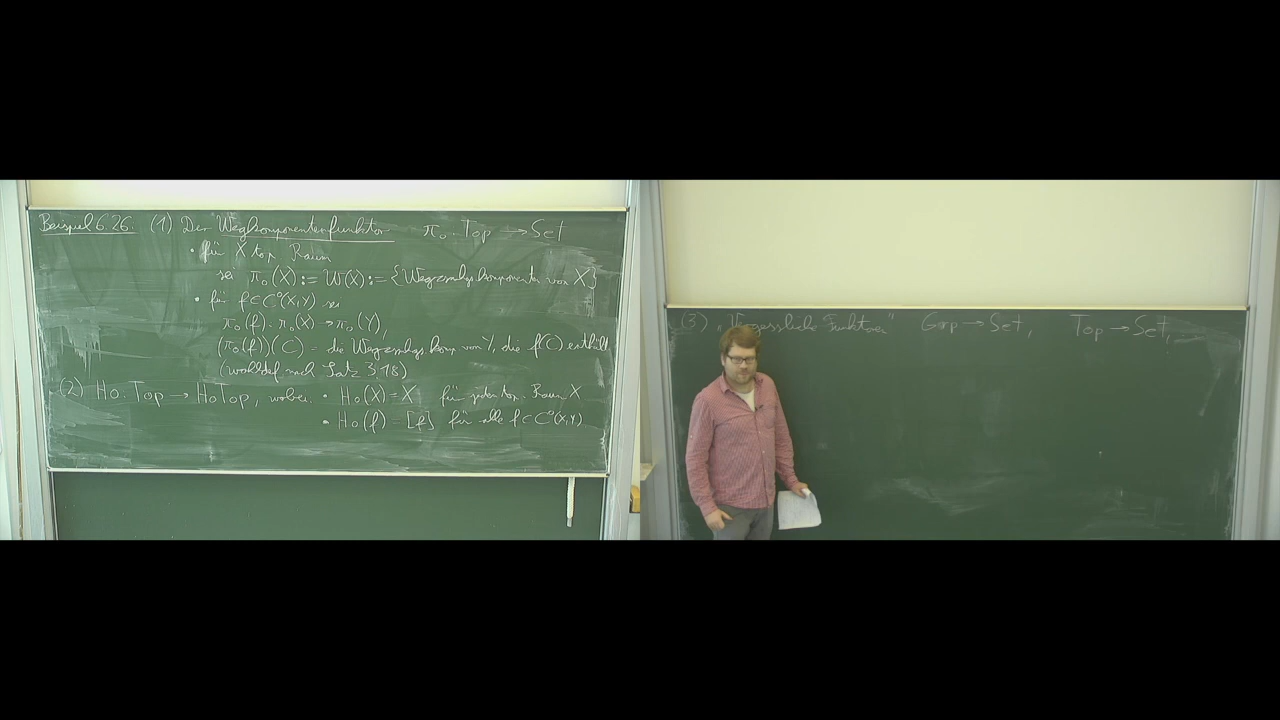 Beispiel 6.26. (1) Der Wegkomponentenfunktor π₀: Top → Set
• für X top Raum
sei π₀(X) := W(X) := {Wegzshgskomponenten von X}
• für f ∈ C⁰(X,Y) sei
π₀(f): π₀(X) → π₀(Y),
(π₀(f))(C) = die Wegzshgskomp von Y, die f(C) enthält
(wohldef nach Satz 3.18)
(2) Ho: Top → HoTop, wobei • Ho(X) = X für jeden top. Raum X
• Ho(f) = [f] für alle f ∈ C⁰(X,Y)
(3) „Vergessliche Funktoren" Grp → Set, Top → Set,